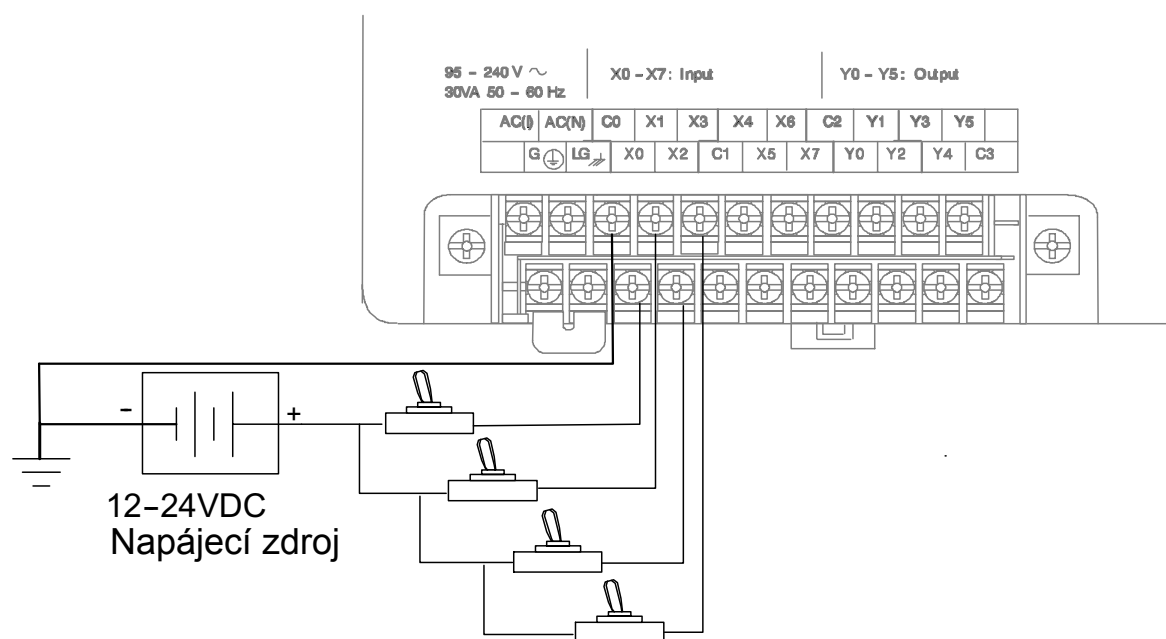 95 – 240 V ~ X0 – X7: Input Y0 – Y5: Output
30VA 50 – 60 Hz
AC(I) AC(N) C0 X1 X3 X4 X6 C2 Y1 Y3 Y5
G LG X0 X2 C1 X5 X7 Y0 Y2 Y4 C3
- +
12–24VDC
Napájecí zdroj